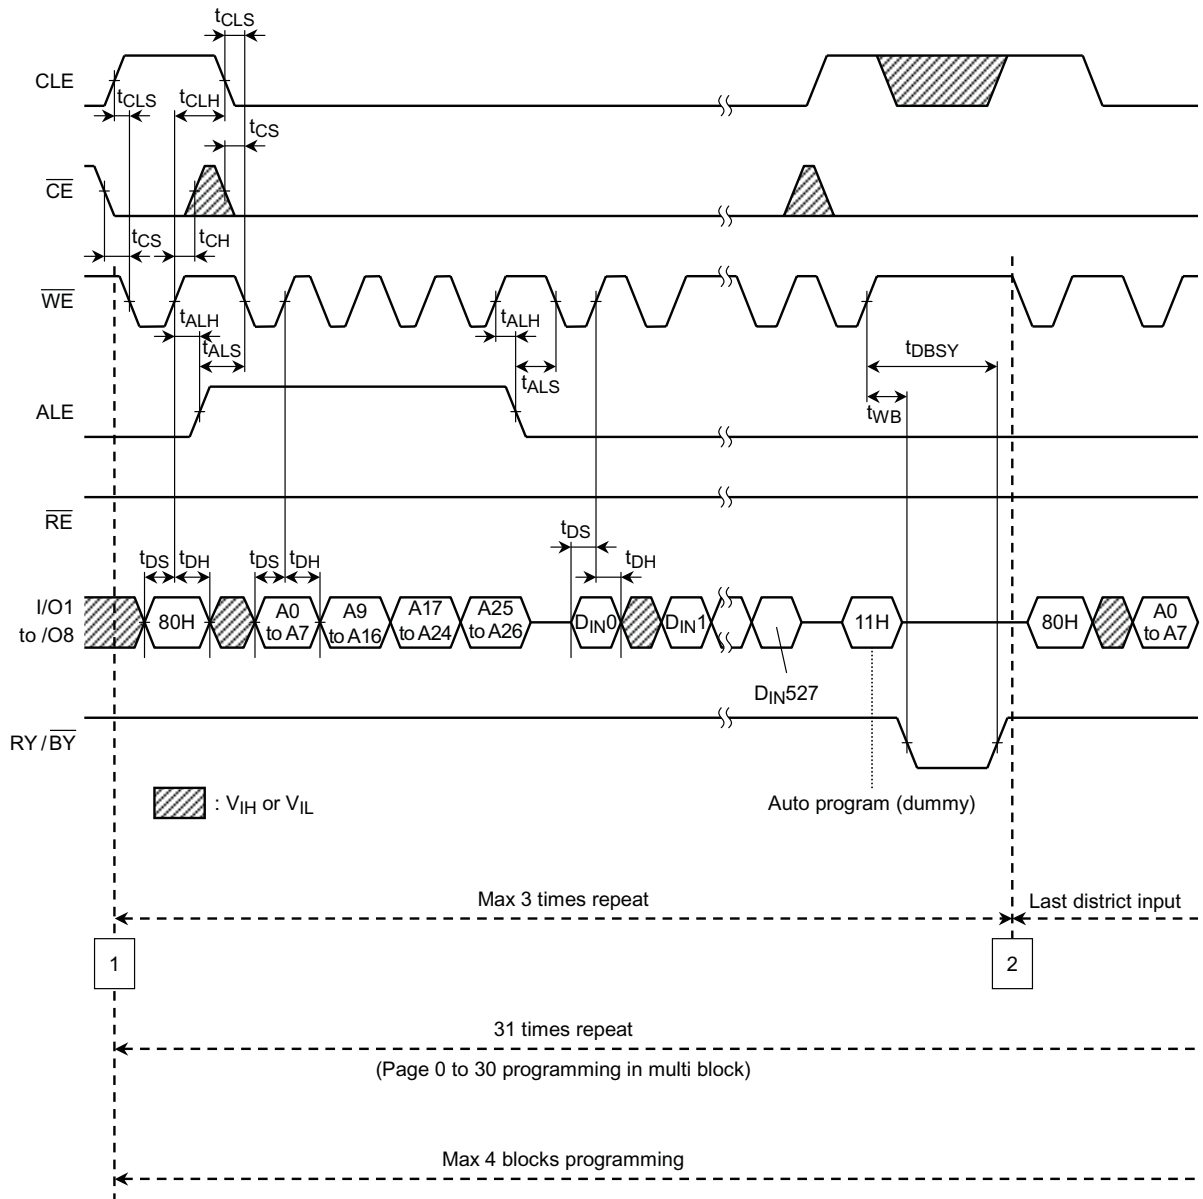 tCLS
CLE
tCLS
tCLH
tCS
CE
tCS
tCH
WE
tALH
tALH
tALS
tDBSY
tALS
ALE
tWB
RE
tDS
tDS
tDH
tDS
tDH
tDH
I/O1
to /O8
80H
A0
to A7
A9
to A16
A17
to A24
A25
to A26
DIN0
DIN1
11H
80H
A0
to A7
DIN527
RY/BY
: VIH or VIL
Auto program (dummy)
Max 3 times repeat
Last district input
1
2
31 times repeat
(Page 0 to 30 programming in multi block)
Max 4 blocks programming